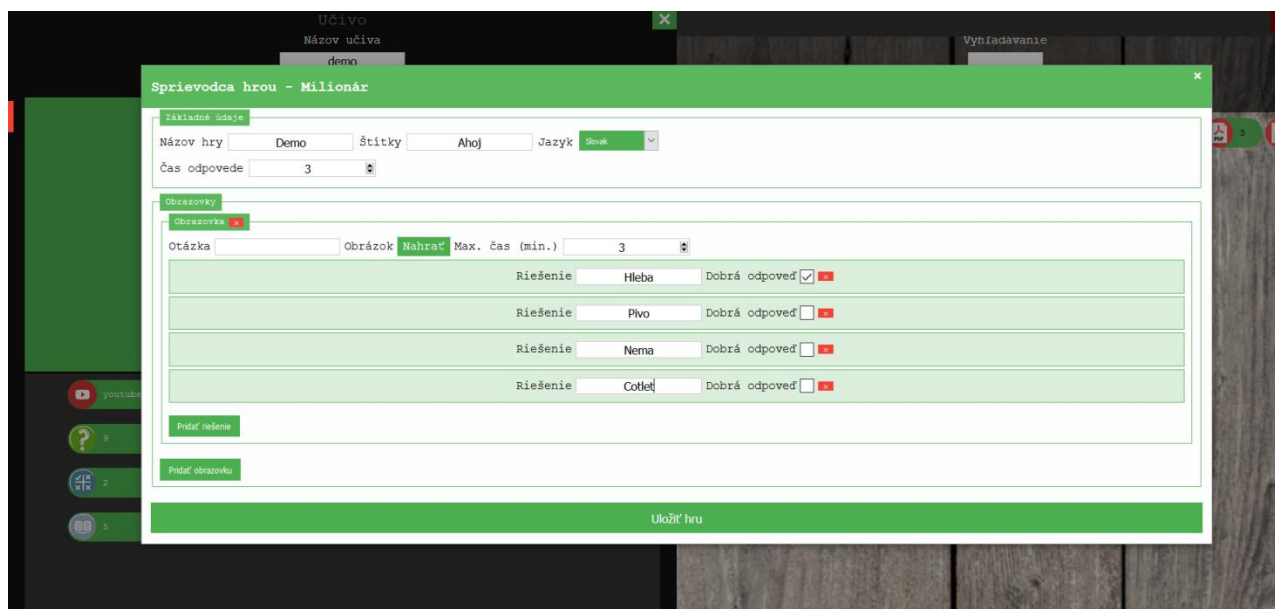 Učivo
Názov učiva
demo
Vyhľadávanie
Sprievodca hrou - Milionár
Základné údaje
Názov hry Demo Štítky Ahoj Jazyk Slovak
Čas odpovede 3
Obrazovky
Obrazovka
Otázka Obrázok Nahrať Max. čas (min.) 3
Riešenie Hleba Dobrá odpoveď
Riešenie Pivo Dobrá odpoveď
Riešenie Nema Dobrá odpoveď
Riešenie Cotlet Dobrá odpoveď
Pridať riešenie
Pridať obrazovku
Uložiť hru
youtube
9
2
5
PDF 3